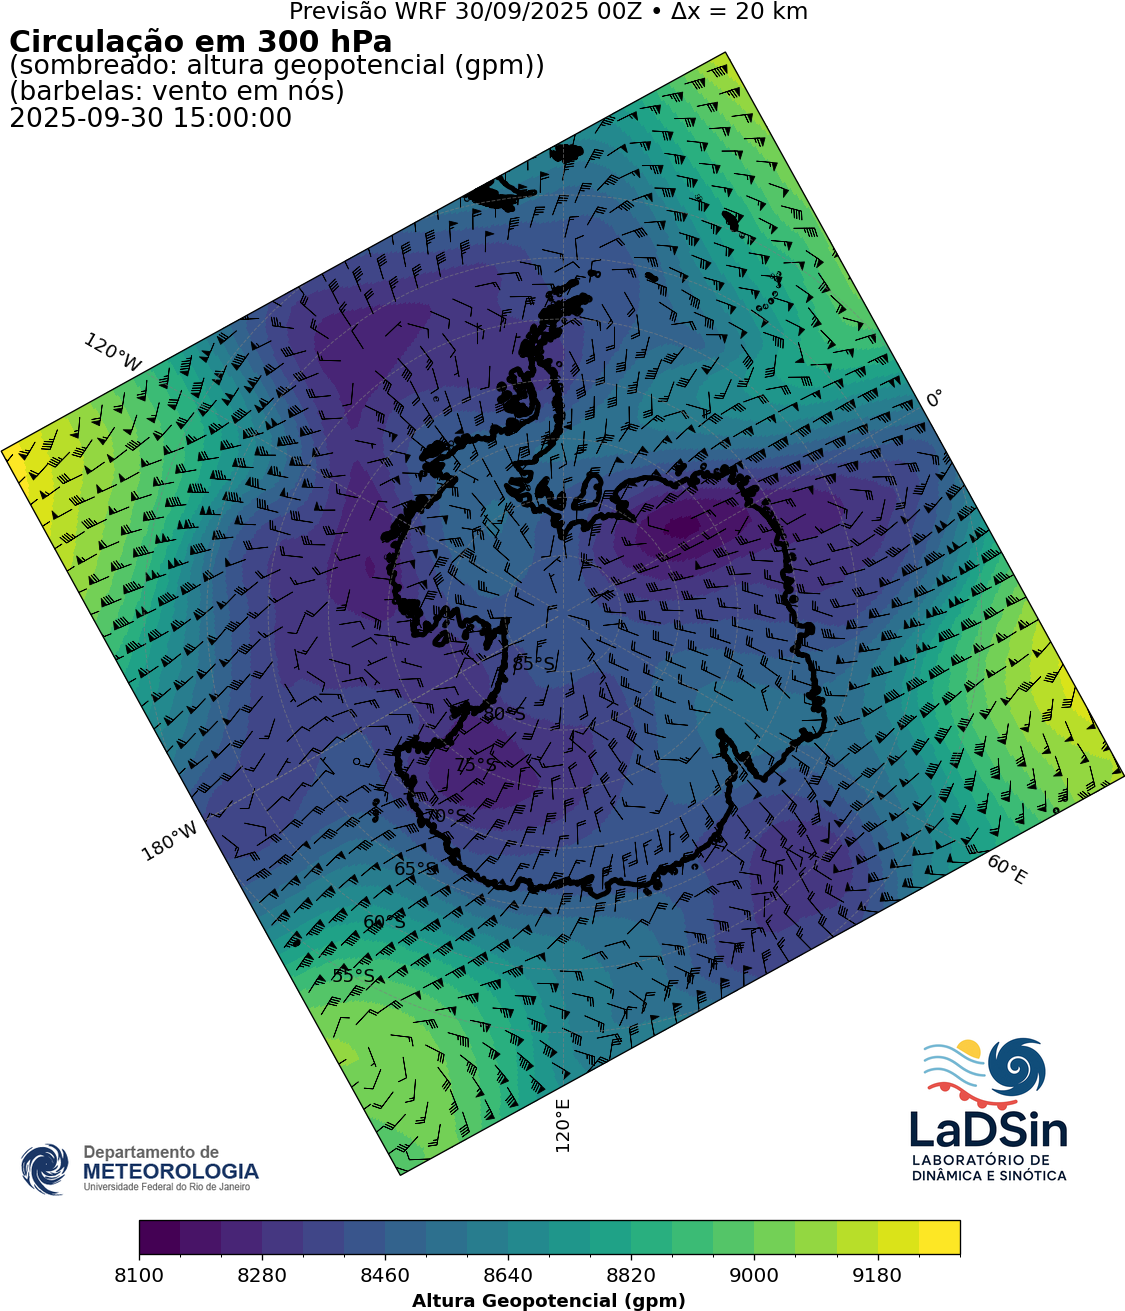 Previsão WRF 30/09/2025 00Z • Δx = 20 km
Circulação em 300 hPa
(sombreado: altura geopotencial (gpm))
(barbelas: vento em nós)
2025-09-30 15:00:00
120°W
0°
85°S
80°S
75°S
70°S
65°S
60°S
55°S
180°W
60°E
120°E
LaDSin
LABORATÓRIO DE
DINÂMICA E SINÓTICA
Departamento de
METEOROLOGIA
Universidade Federal do Rio de Janeiro
8100 8280 8460 8640 8820 9000 9180
Altura Geopotencial (gpm)